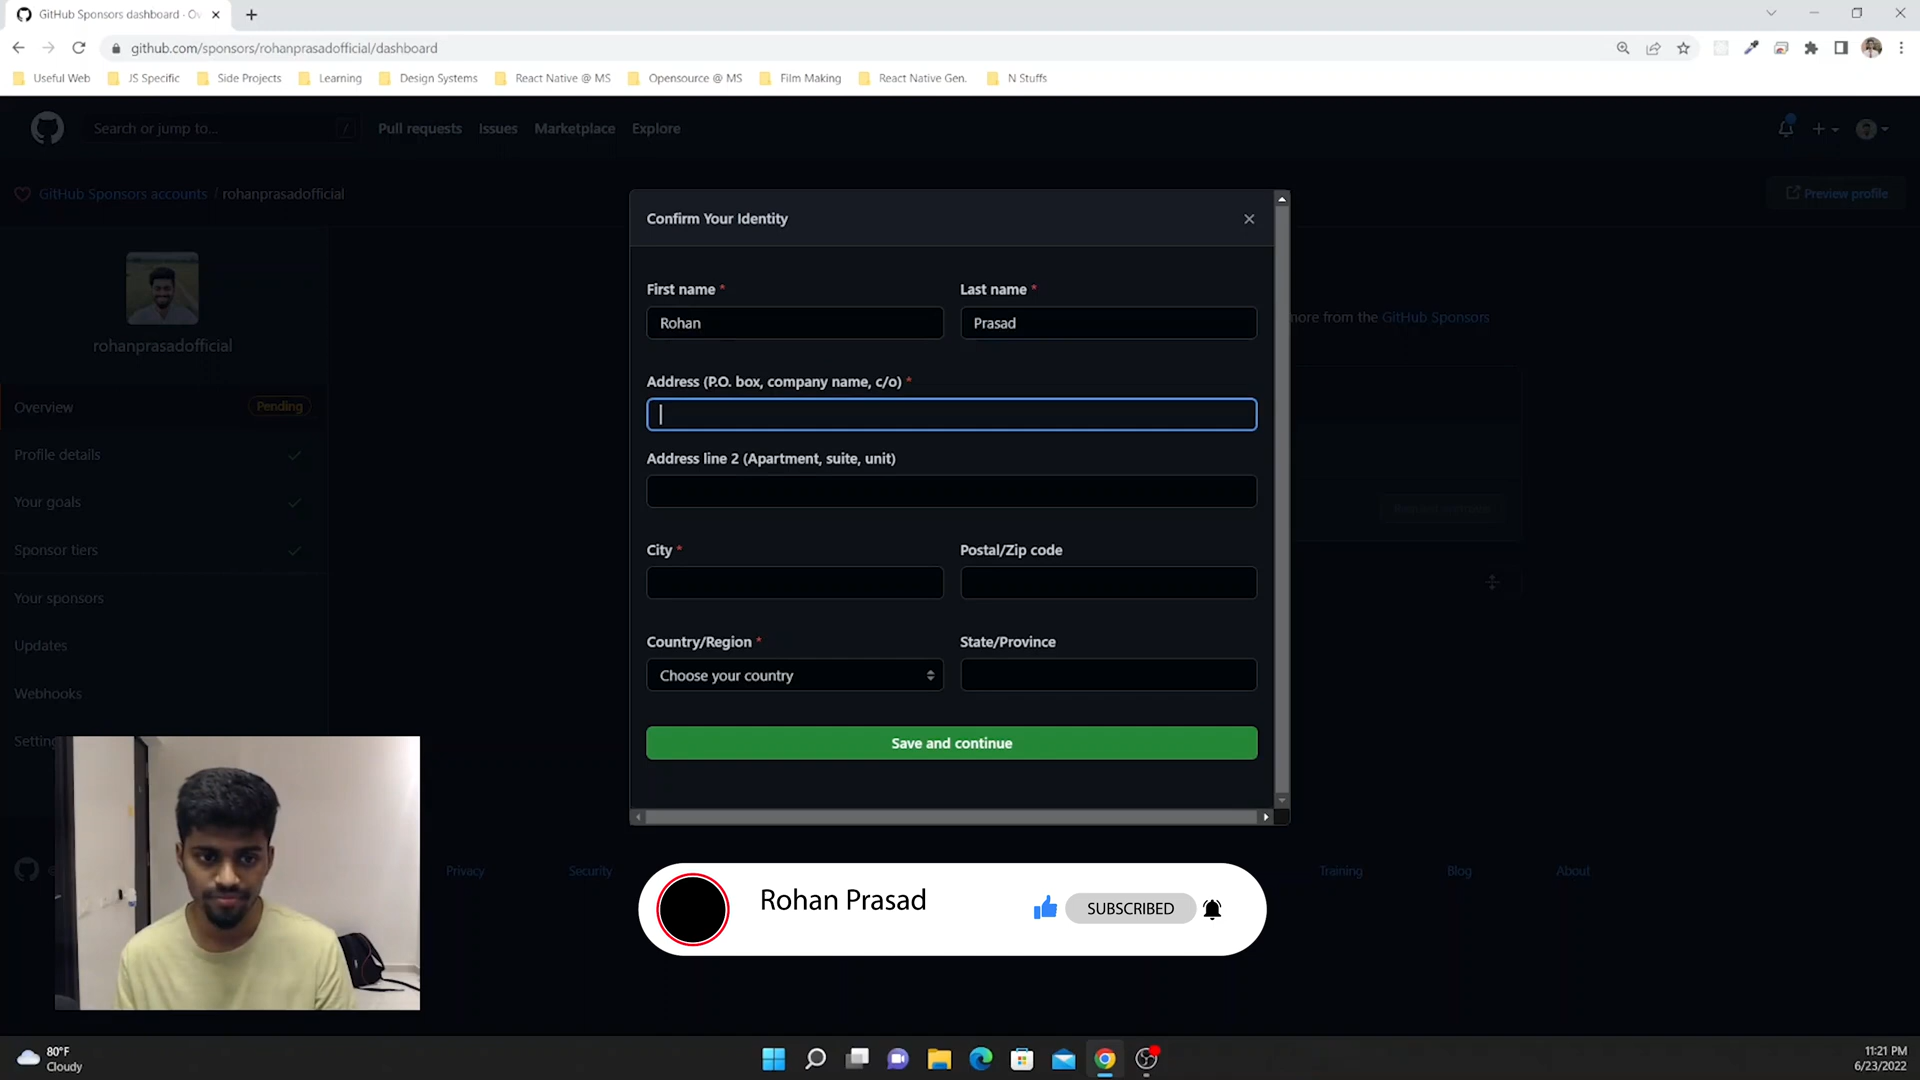 GitHub Sponsors dashboard · Ov
github.com/sponsors/rohanprasadofficial/dashboard
Useful Web
JS Specific
Side Projects
Learning
Design Systems
React Native @ MS
Opensource @ MS
Film Making
React Native Gen.
N Stuffs
Search or jump to...
/
Pull requests
Issues
Marketplace
Explore
GitHub Sponsors accounts / rohanprasadofficial
Preview profile
rohanprasadofficial
Overview
Pending
Profile details
Your goals
Sponsor tiers
Your sponsors
Updates
Webhooks
Confirm Your Identity
First name *
Last name *
Rohan
Prasad
more from the GitHub Sponsors
Address (P.O. box, company name, c/o) *
Address line 2 (Apartment, suite, unit)
City *
Postal/Zip code
Country/Region *
State/Province
Choose your country
Save and continue
Privacy
Security
Training
Blog
About
Rohan Prasad
SUBSCRIBED
80°F
Cloudy
11:21 PM
6/23/2022